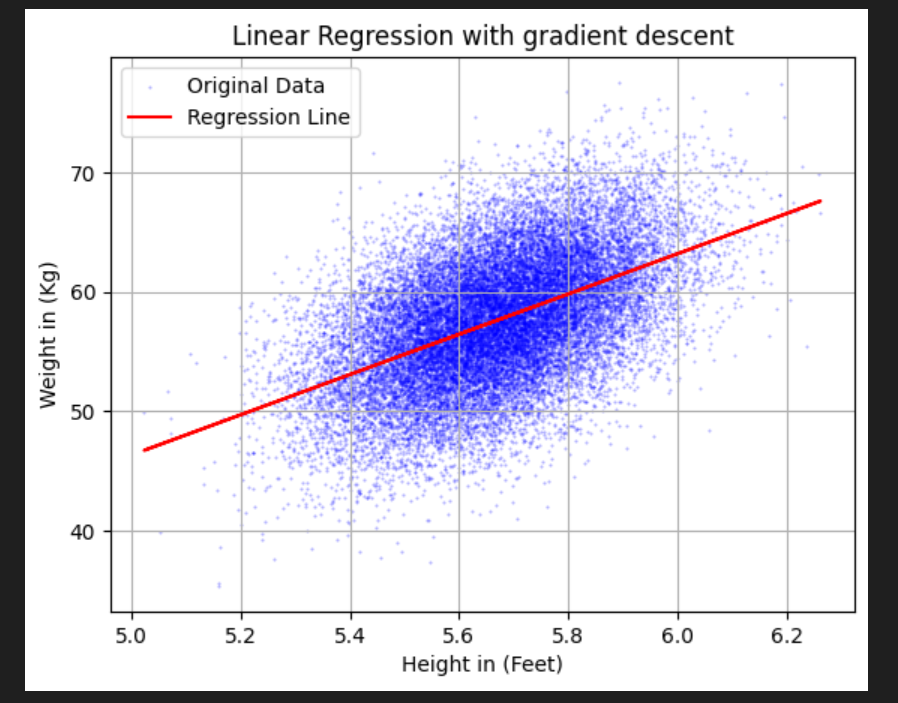 Linear Regression with gradient descent
Original Data
Regression Line
Weight in (Kg)
70
60
50
40
5.0 5.2 5.4 5.6 5.8 6.0 6.2
Height in (Feet)